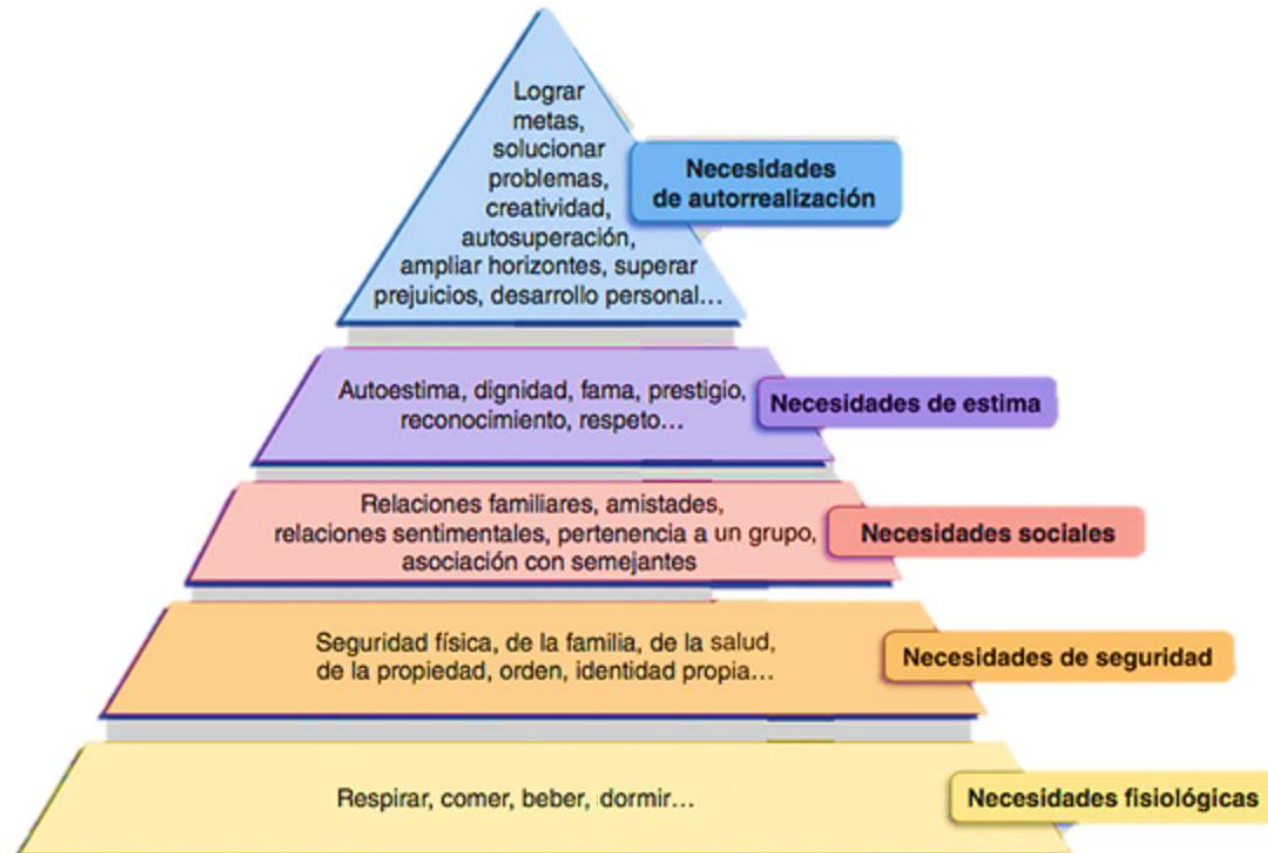 Lograr
metas,
solucionar
problemas,
creatividad,
autosuperación,
ampliar horizontes, superar
prejuicios, desarrollo personal...
Necesidades
de autorrealización
Autoestima, dignidad, fama, prestigio,
reconocimiento, respeto...
Necesidades de estima
Relaciones familiares, amistades,
relaciones sentimentales, pertenencia a un grupo,
asociación con semejantes
Necesidades sociales
Seguridad física, de la familia, de la salud,
de la propiedad, orden, identidad propia...
Necesidades de seguridad
Respirar, comer, beber, dormir...
Necesidades fisiológicas